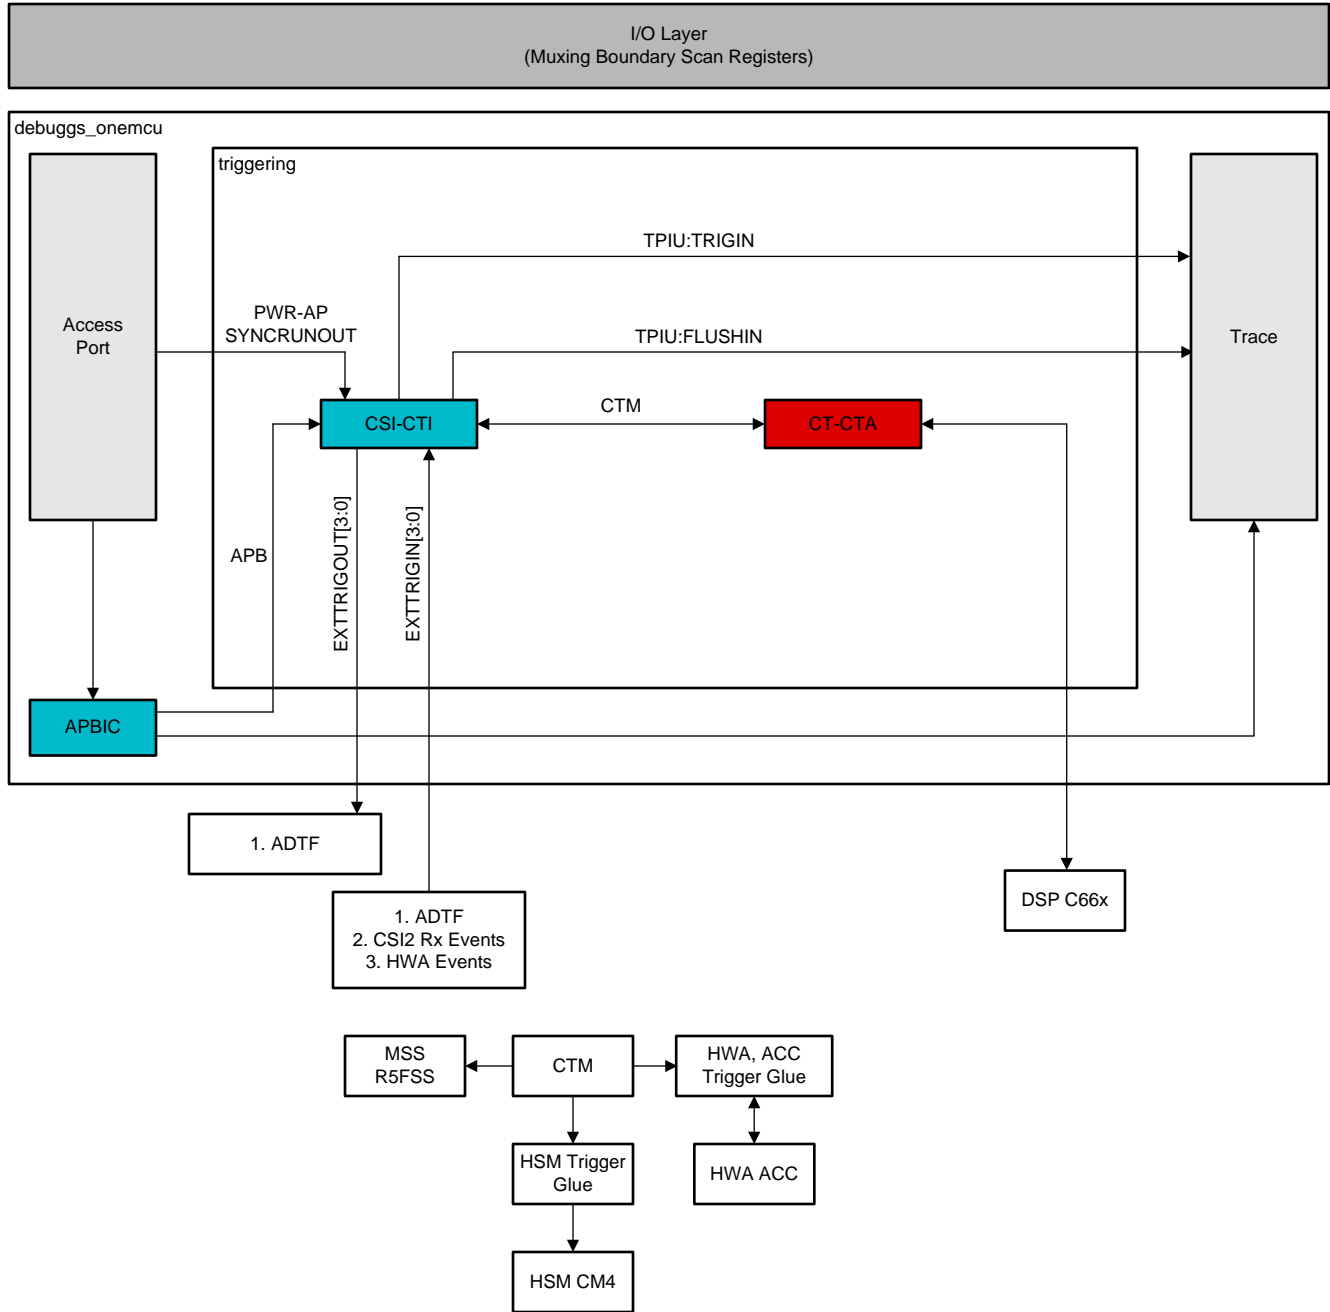 I/O Layer
(Muxing Boundary Scan Registers)
debuggs_onemcu
triggering
TPIU:TRIGIN
PWR-AP
SYNCRUNOUT
TPIU:FLUSHIN
Access
Port
Trace
CTM
CSI-CTI
CT-CTA
EXTTRIGOUT[3:0]
EXTTRIGIN[3:0]
APB
APBIC
1. ADTF
1. ADTF
2. CSI2 Rx Events
3. HWA Events
DSP C66x
MSS
R5FSS
CTM
HWA, ACC
Trigger Glue
HSM Trigger
Glue
HWA ACC
HSM CM4